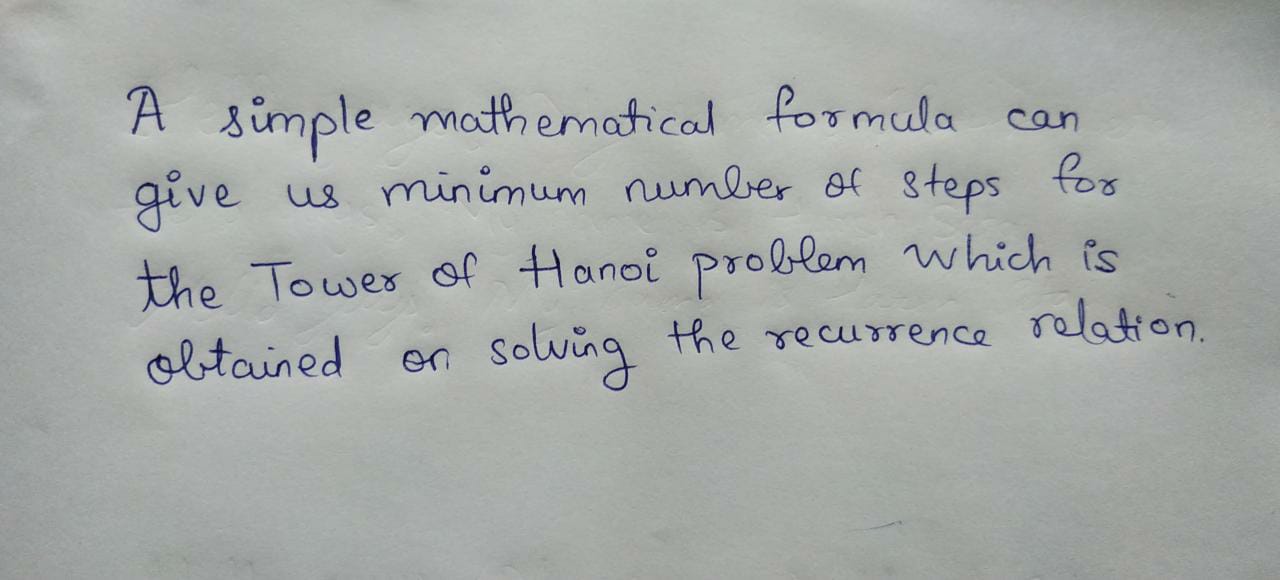 A simple mathematical formula can
give us minimum number of steps for
the Tower of Hanoi problem which is
obtained on solving the recurrence relation.